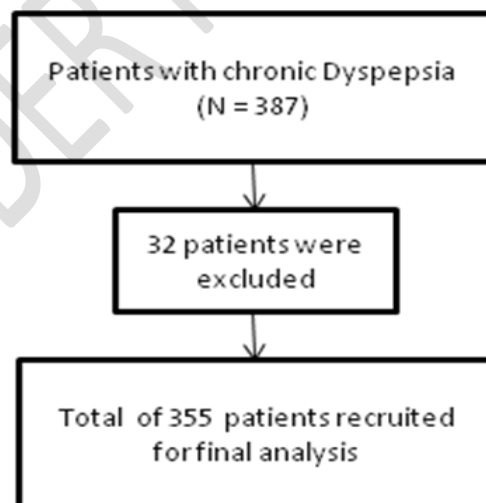 Patients with chronic Dyspepsia
(N = 387)
32 patients were
excluded
Total of 355 patients recruited
for final analysis